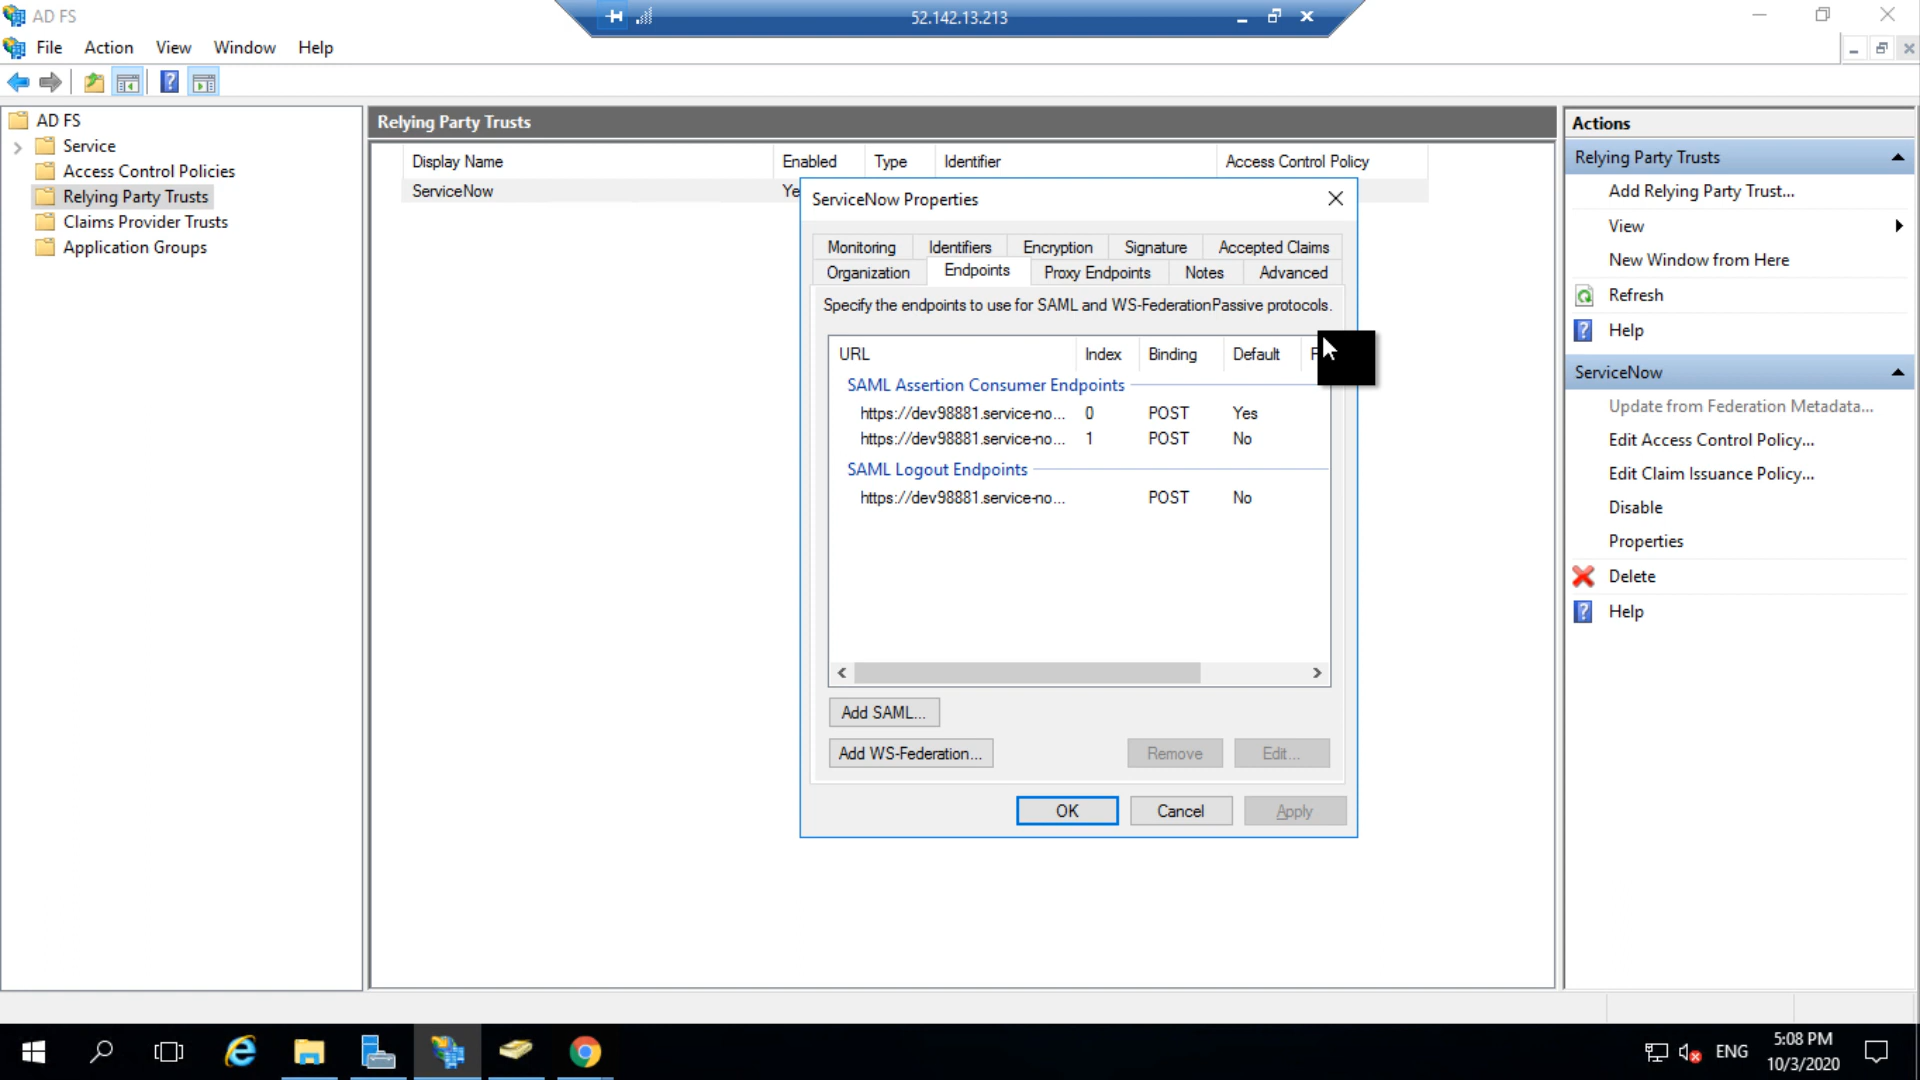 AD FS
52.142.13.213
File Action View Window Help
AD FS
Service
Access Control Policies
Relying Party Trusts
Claims Provider Trusts
Application Groups
Relying Party Trusts
Display Name Enabled Type Identifier Access Control Policy
ServiceNow Ye
ServiceNow Properties
Monitoring Identifiers Encryption Signature Accepted Claims
Organization Endpoints Proxy Endpoints Notes Advanced
Specify the endpoints to use for SAML and WS-FederationPassive protocols.
URL Index Binding Default
SAML Assertion Consumer Endpoints
https://dev98881.service-no... 0 POST Yes
https://dev98881.service-no... 1 POST No
SAML Logout Endpoints
https://dev98881.service-no... POST No
Add SAML...
Add WS-Federation... Remove Edit...
OK Cancel Apply
Actions
Relying Party Trusts
Add Relying Party Trust...
View
New Window from Here
Refresh
Help
ServiceNow
Update from Federation Metadata...
Edit Access Control Policy...
Edit Claim Issuance Policy...
Disable
Properties
Delete
Help
ENG
5:08 PM
10/3/2020